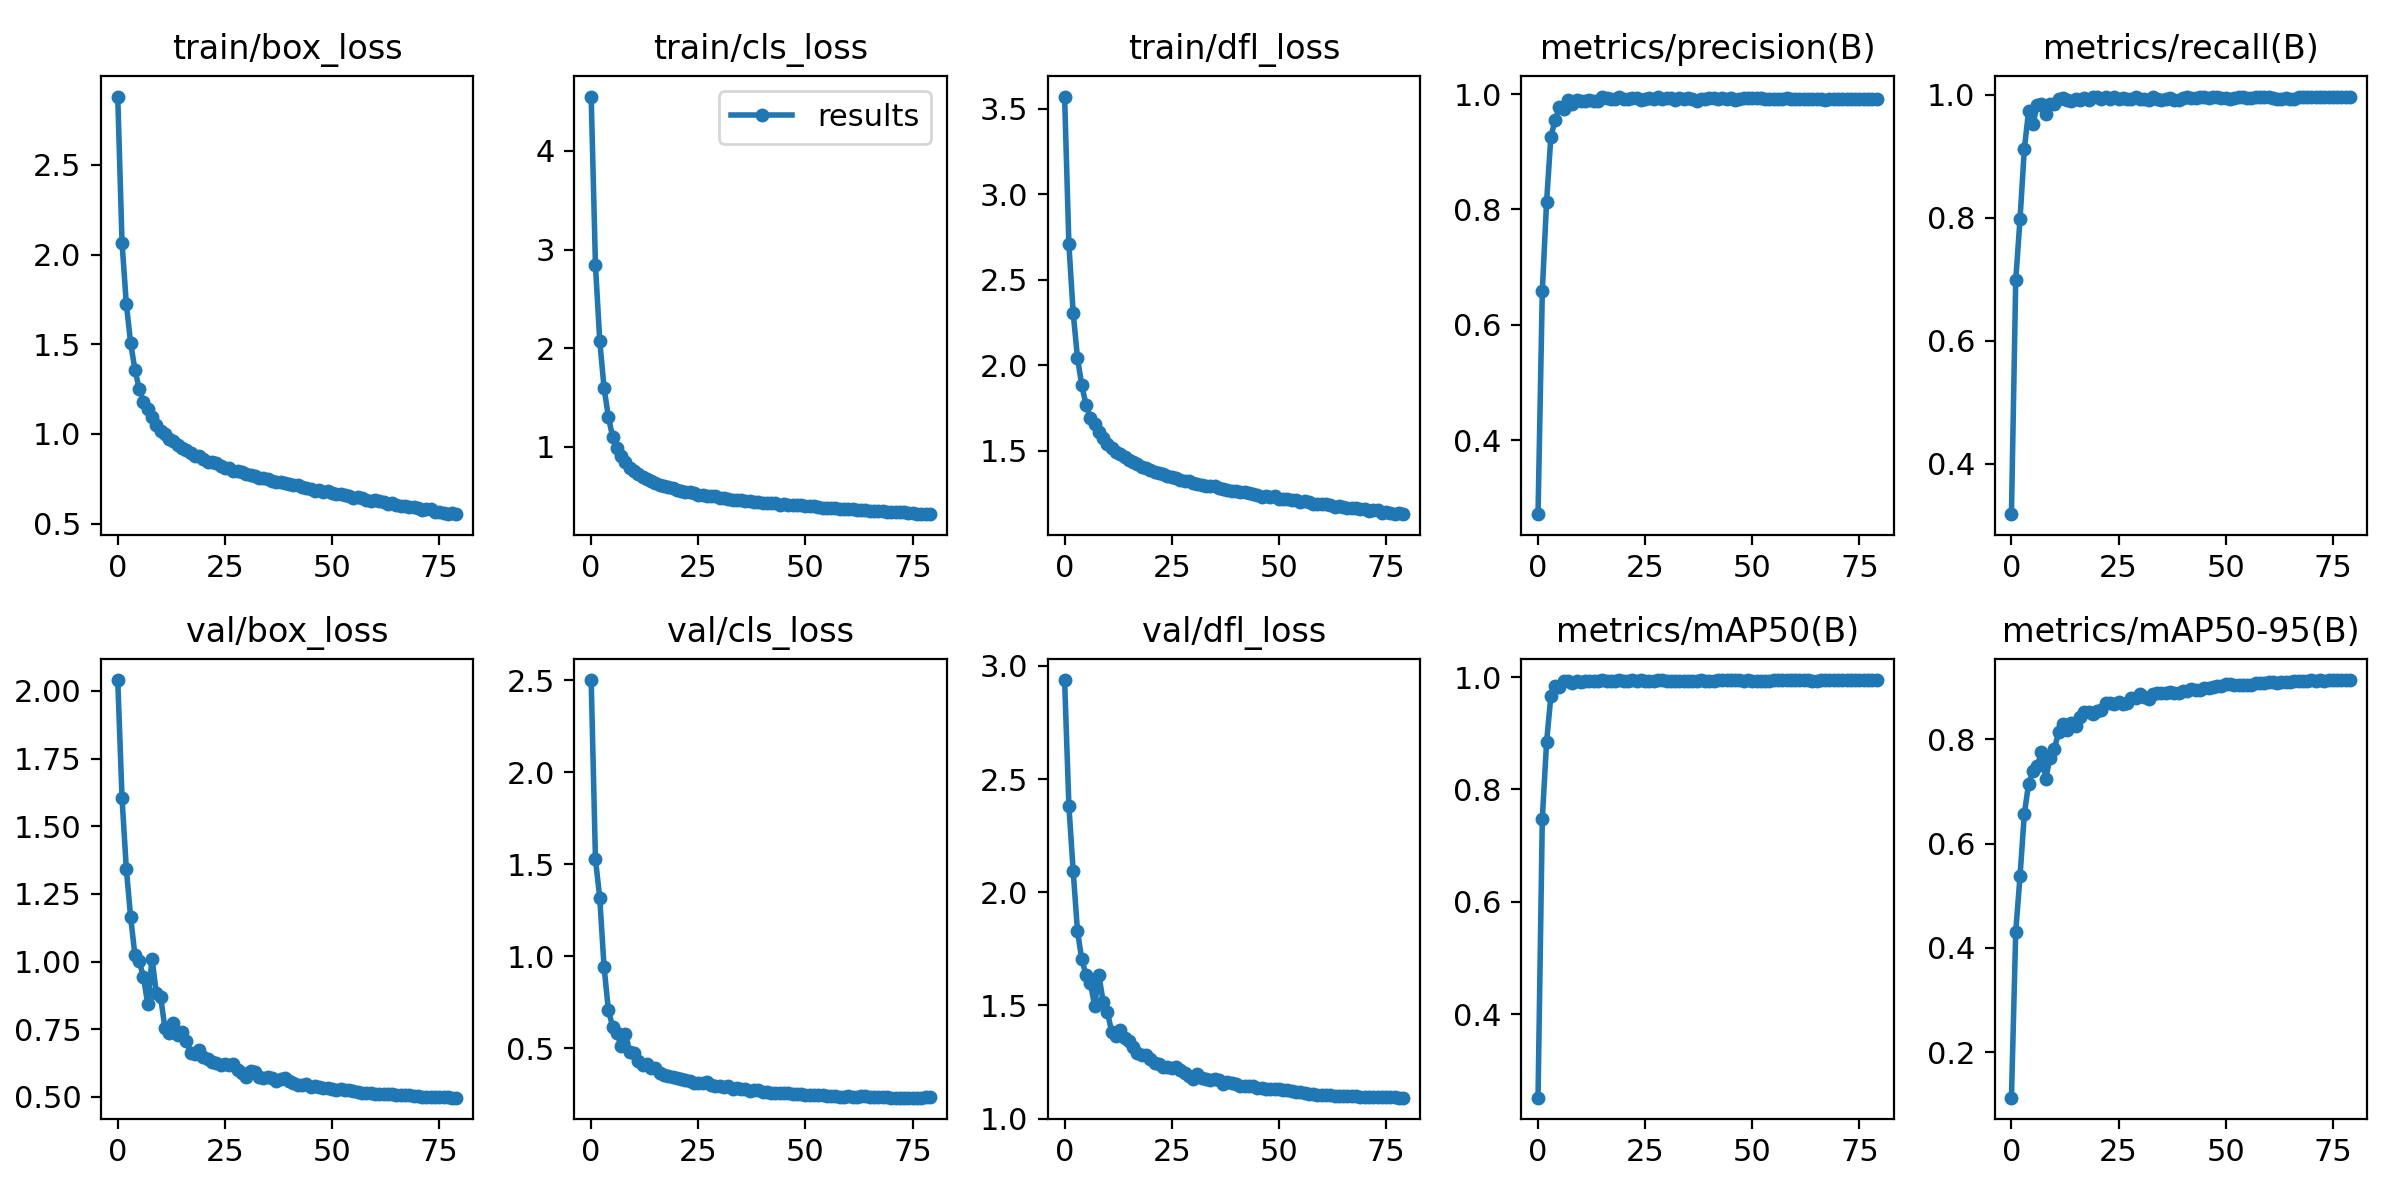 train/box_loss
train/cls_loss
train/dfl_loss
metrics/precision(B)
metrics/recall(B)
2.5
2.0
1.5
1.0
0.5
0 25 50 75
results
4
3
2
1
0 25 50 75
3.5
3.0
2.5
2.0
1.5
0 25 50 75
1.0
0.8
0.6
0.4
0 25 50 75
1.0
0.8
0.6
0.4
0 25 50 75
val/box_loss
val/cls_loss
val/dfl_loss
metrics/mAP50(B)
metrics/mAP50-95(B)
2.00
1.75
1.50
1.25
1.00
0.75
0.50
0 25 50 75
2.5
2.0
1.5
1.0
0.5
0 25 50 75
3.0
2.5
2.0
1.5
1.0
0 25 50 75
1.0
0.8
0.6
0.4
0 25 50 75
0.8
0.6
0.4
0.2
0 25 50 75